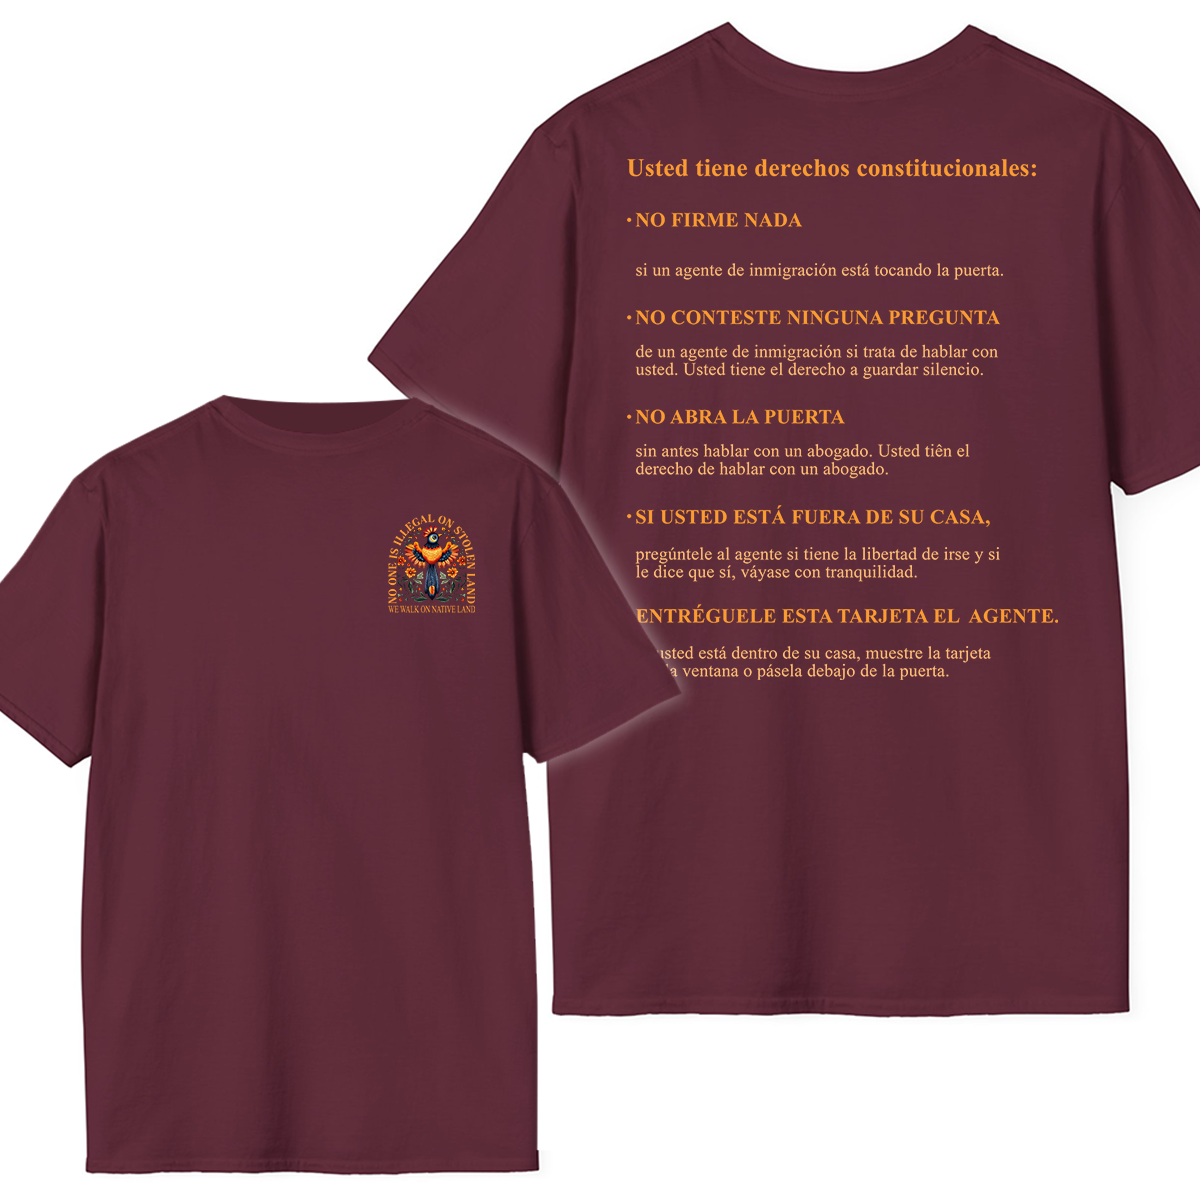 Usted tiene derechos constitucionales:
· NO FIRME NADA
si un agente de inmigración está tocando la puerta.
· NO CONTESTE NINGUNA PREGUNTA
de un agente de inmigración si trata de hablar con
usted. Usted tiene el derecho a guardar silencio.
· NO ABRA LA PUERTA
sin antes hablar con un abogado. Usted tiên el
derecho de hablar con un abogado.
· SI USTED ESTÁ FUERA DE SU CASA,
pregúntele al agente si tiene la libertad de irse y si
le dice que sí, váyase con tranquilidad.
ENTRÉGUELE ESTA TARJETA EL AGENTE.
usted está dentro de su casa, muestre la tarjeta
ventana o pásela debajo de la puerta.
NO ONE IS ILLEGAL ON STOLEN LAND
WE WALK ON NATIVE LAND